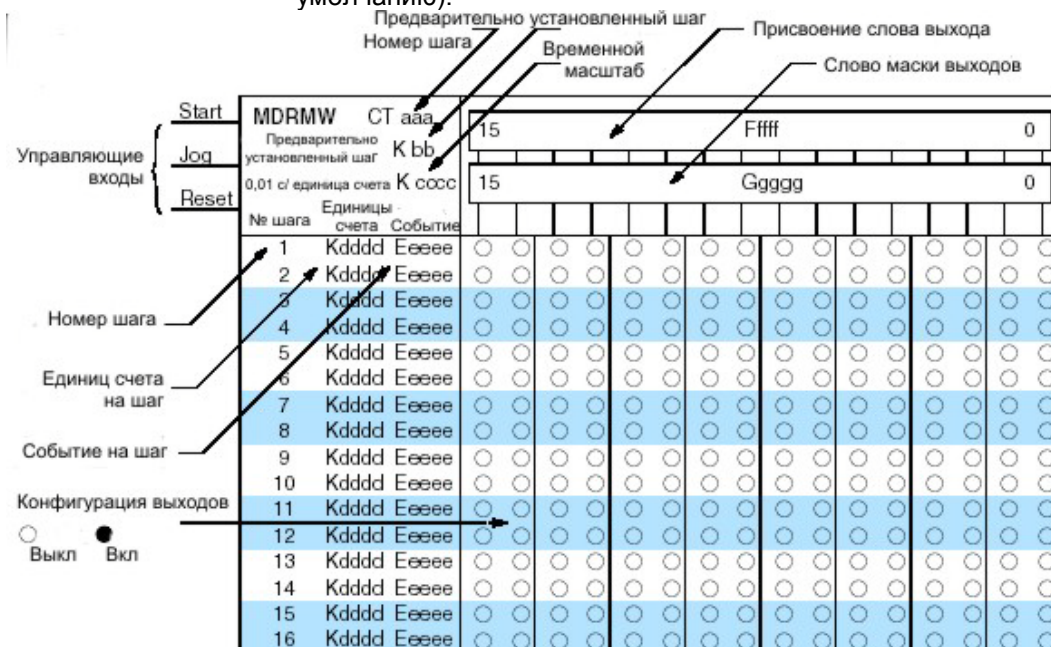 умолчанию).
Предварительно установленный шаг
Номер шага
Присвоение слова выхода
Временной
масштаб
Слово маски выходов
Start
MDRMW CT aaa
15 Fffff 0
Предварительно
установленный шаг K bb
Управляющие
входы
Jog
0,01 с/ единица счета K cccc
15 Ggggg 0
Reset
№ шага Единицы
счета Событие
1 Kdddd Eeeee
2 Kdddd Eeeee
3 Kdddd Eeeee
4 Kdddd Eeeee
Номер шага
5 Kdddd Eeeee
6 Kdddd Eeeee
Единиц счета
на шаг
7 Kdddd Eeeee
8 Kdddd Eeeee
Событие на шаг
9 Kdddd Eeeee
10 Kdddd Eeeee
Конфигурация выходов
11 Kdddd Eeeee
12 Kdddd Eeeee
Выкл Вкл
13 Kdddd Eeeee
14 Kdddd Eeeee
15 Kdddd Eeeee
16 Kdddd Eeeee